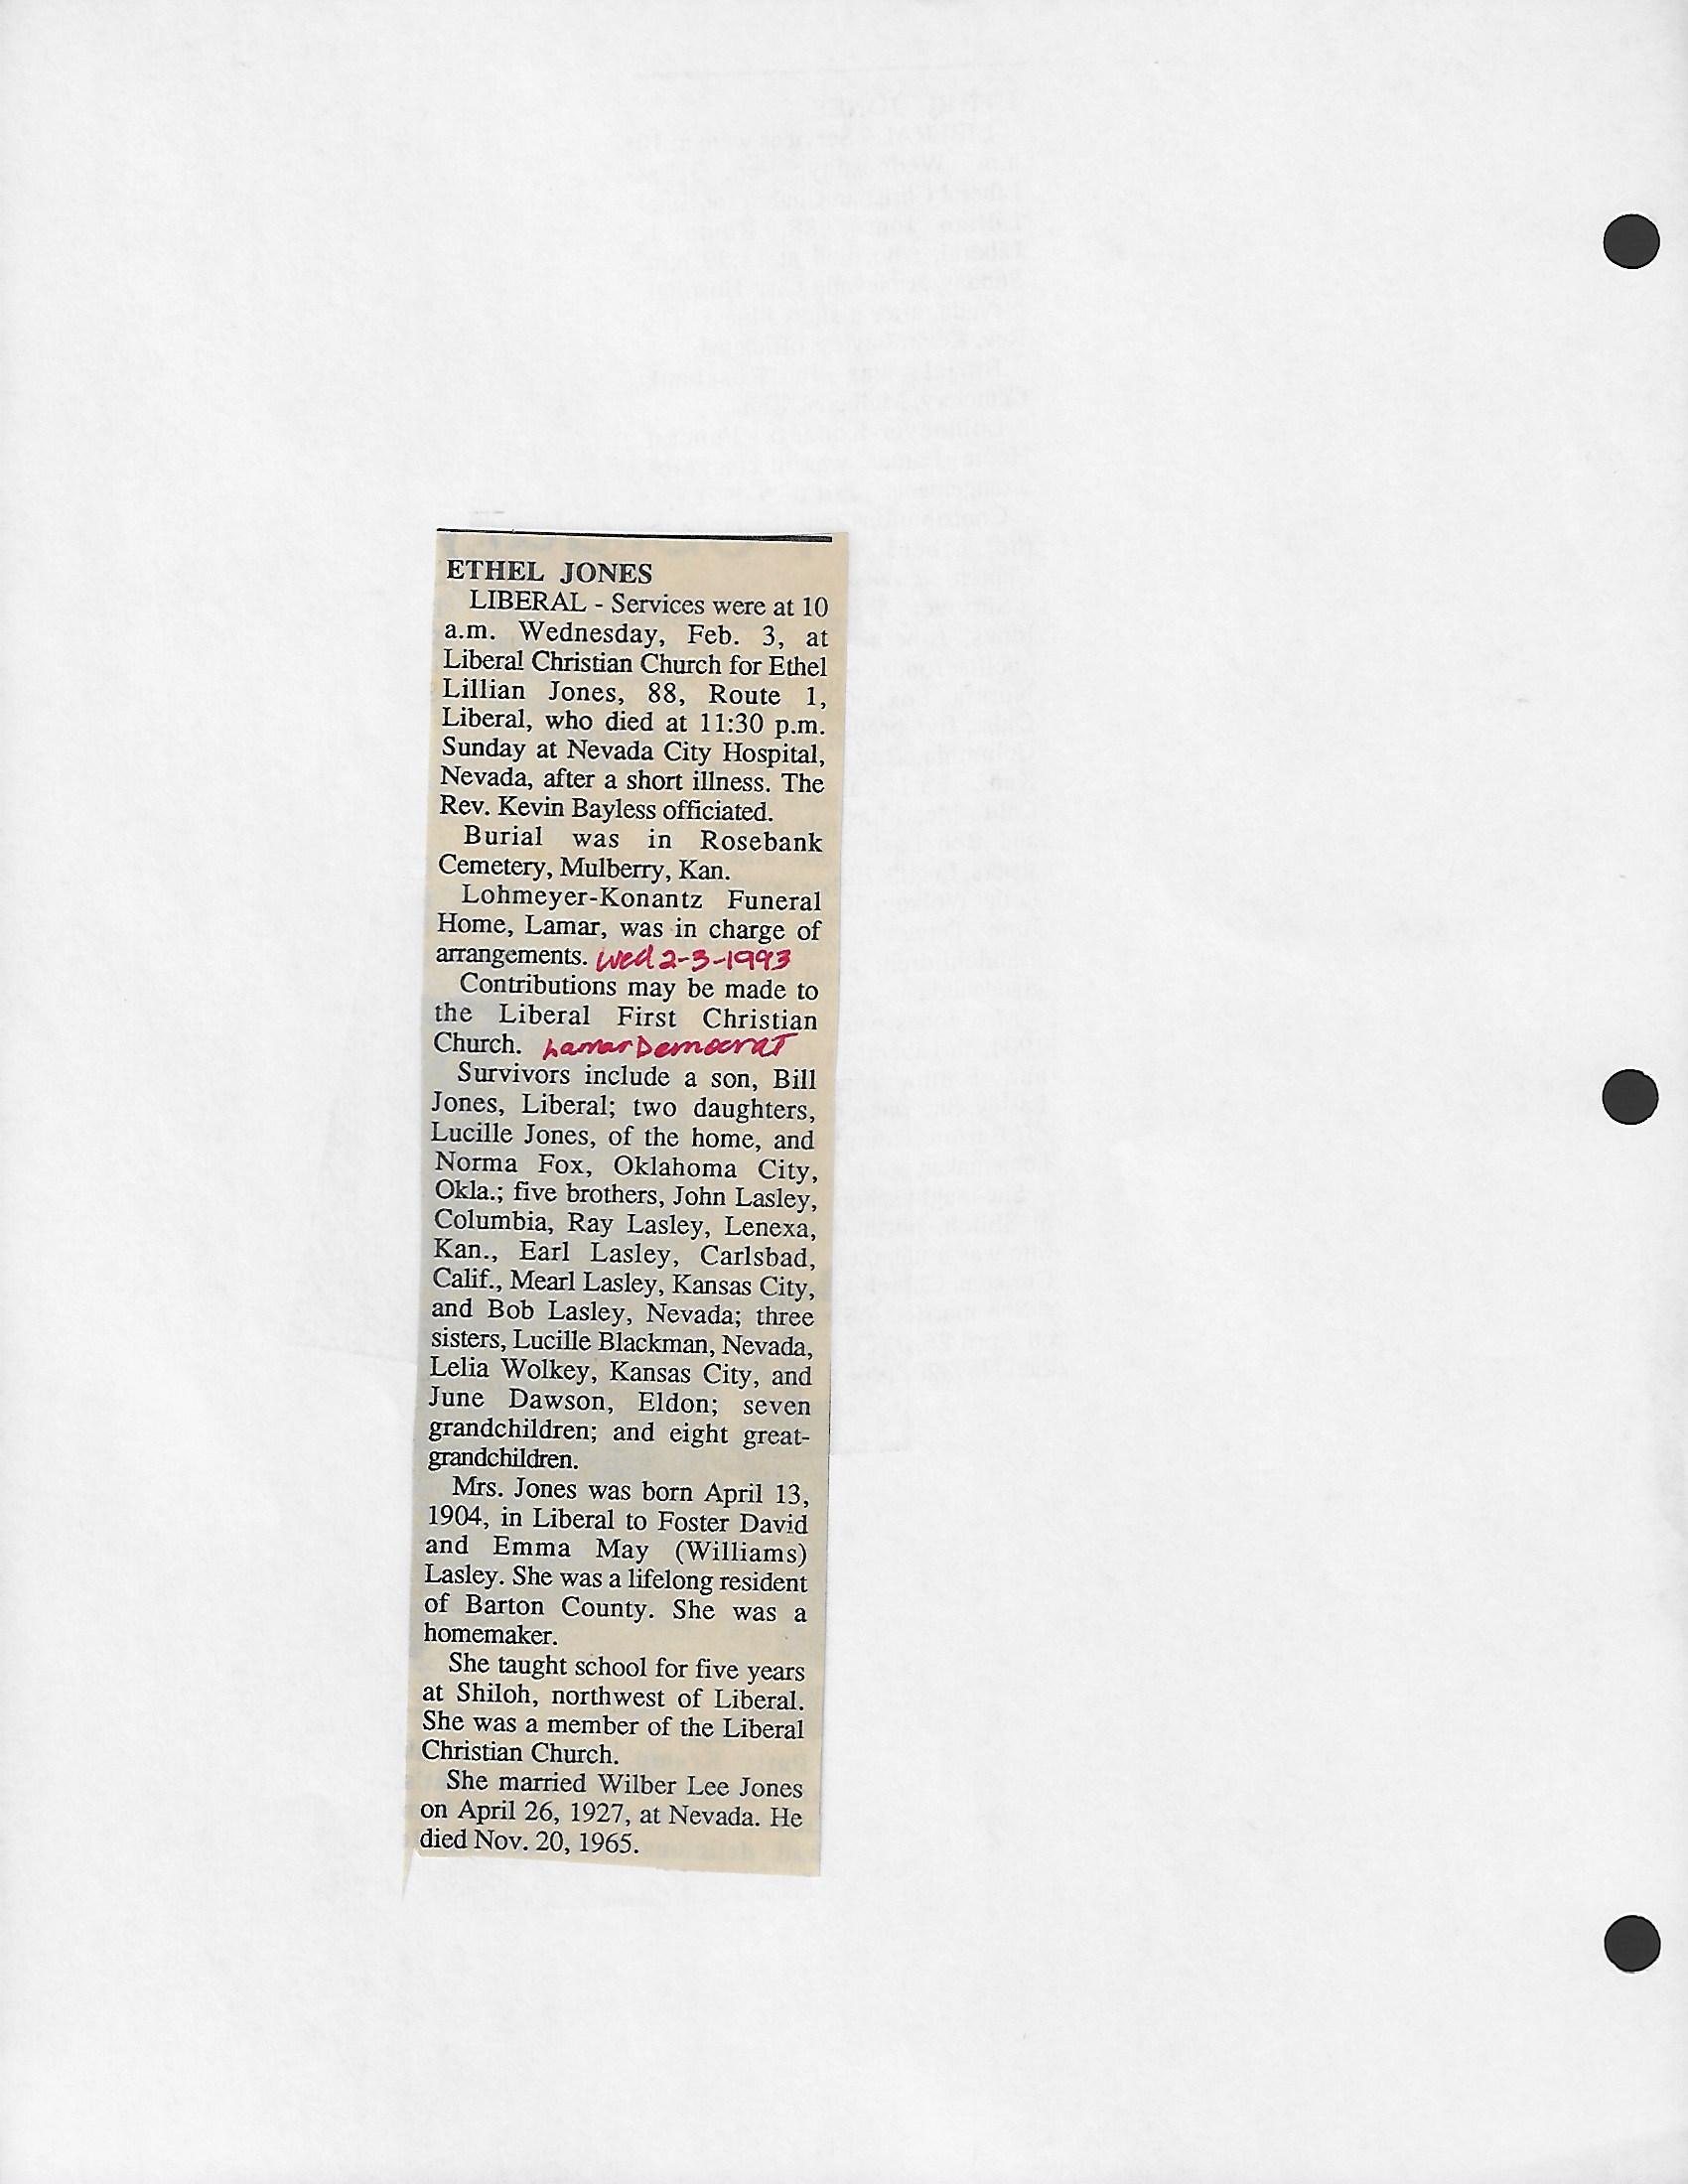 ETHEL JONES
LIBERAL - Services were at 10
a.m. Wednesday, Feb. 3, at
Liberal Christian Church for Ethel
Lillian Jones, 88, Route 1,
Liberal, who died at 11:30 p.m.
Sunday at Nevada City Hospital,
Nevada, after a short illness. The
Rev. Kevin Bayless officiated.
Burial was in Rosebank
Cemetery, Mulberry, Kan.
Lohmeyer-Konantz Funeral
Home, Lamar, was in charge of
arrangements. Wed 2-3-1993
Contributions may be made to
the Liberal First Christian
Church. Lamar Democrat
Survivors include a son, Bill
Jones, Liberal; two daughters,
Lucille Jones, of the home, and
Norma Fox, Oklahoma City,
Okla.; five brothers, John Lasley,
Columbia, Ray Lasley, Lenexa,
Kan., Earl Lasley, Carlsbad,
Calif., Mearl Lasley, Kansas City,
and Bob Lasley, Nevada; three
sisters, Lucille Blackman, Nevada,
Lelia Wolkey, Kansas City, and
June Dawson, Eldon; seven
grandchildren; and eight great-
grandchildren.
Mrs. Jones was born April 13,
1904, in Liberal to Foster David
and Emma May (Williams)
Lasley. She was a lifelong resident
of Barton County. She was a
homemaker.
She taught school for five years
at Shiloh, northwest of Liberal.
She was a member of the Liberal
Christian Church.
She married Wilber Lee Jones
on April 26, 1927, at Nevada. He
died Nov. 20, 1965.